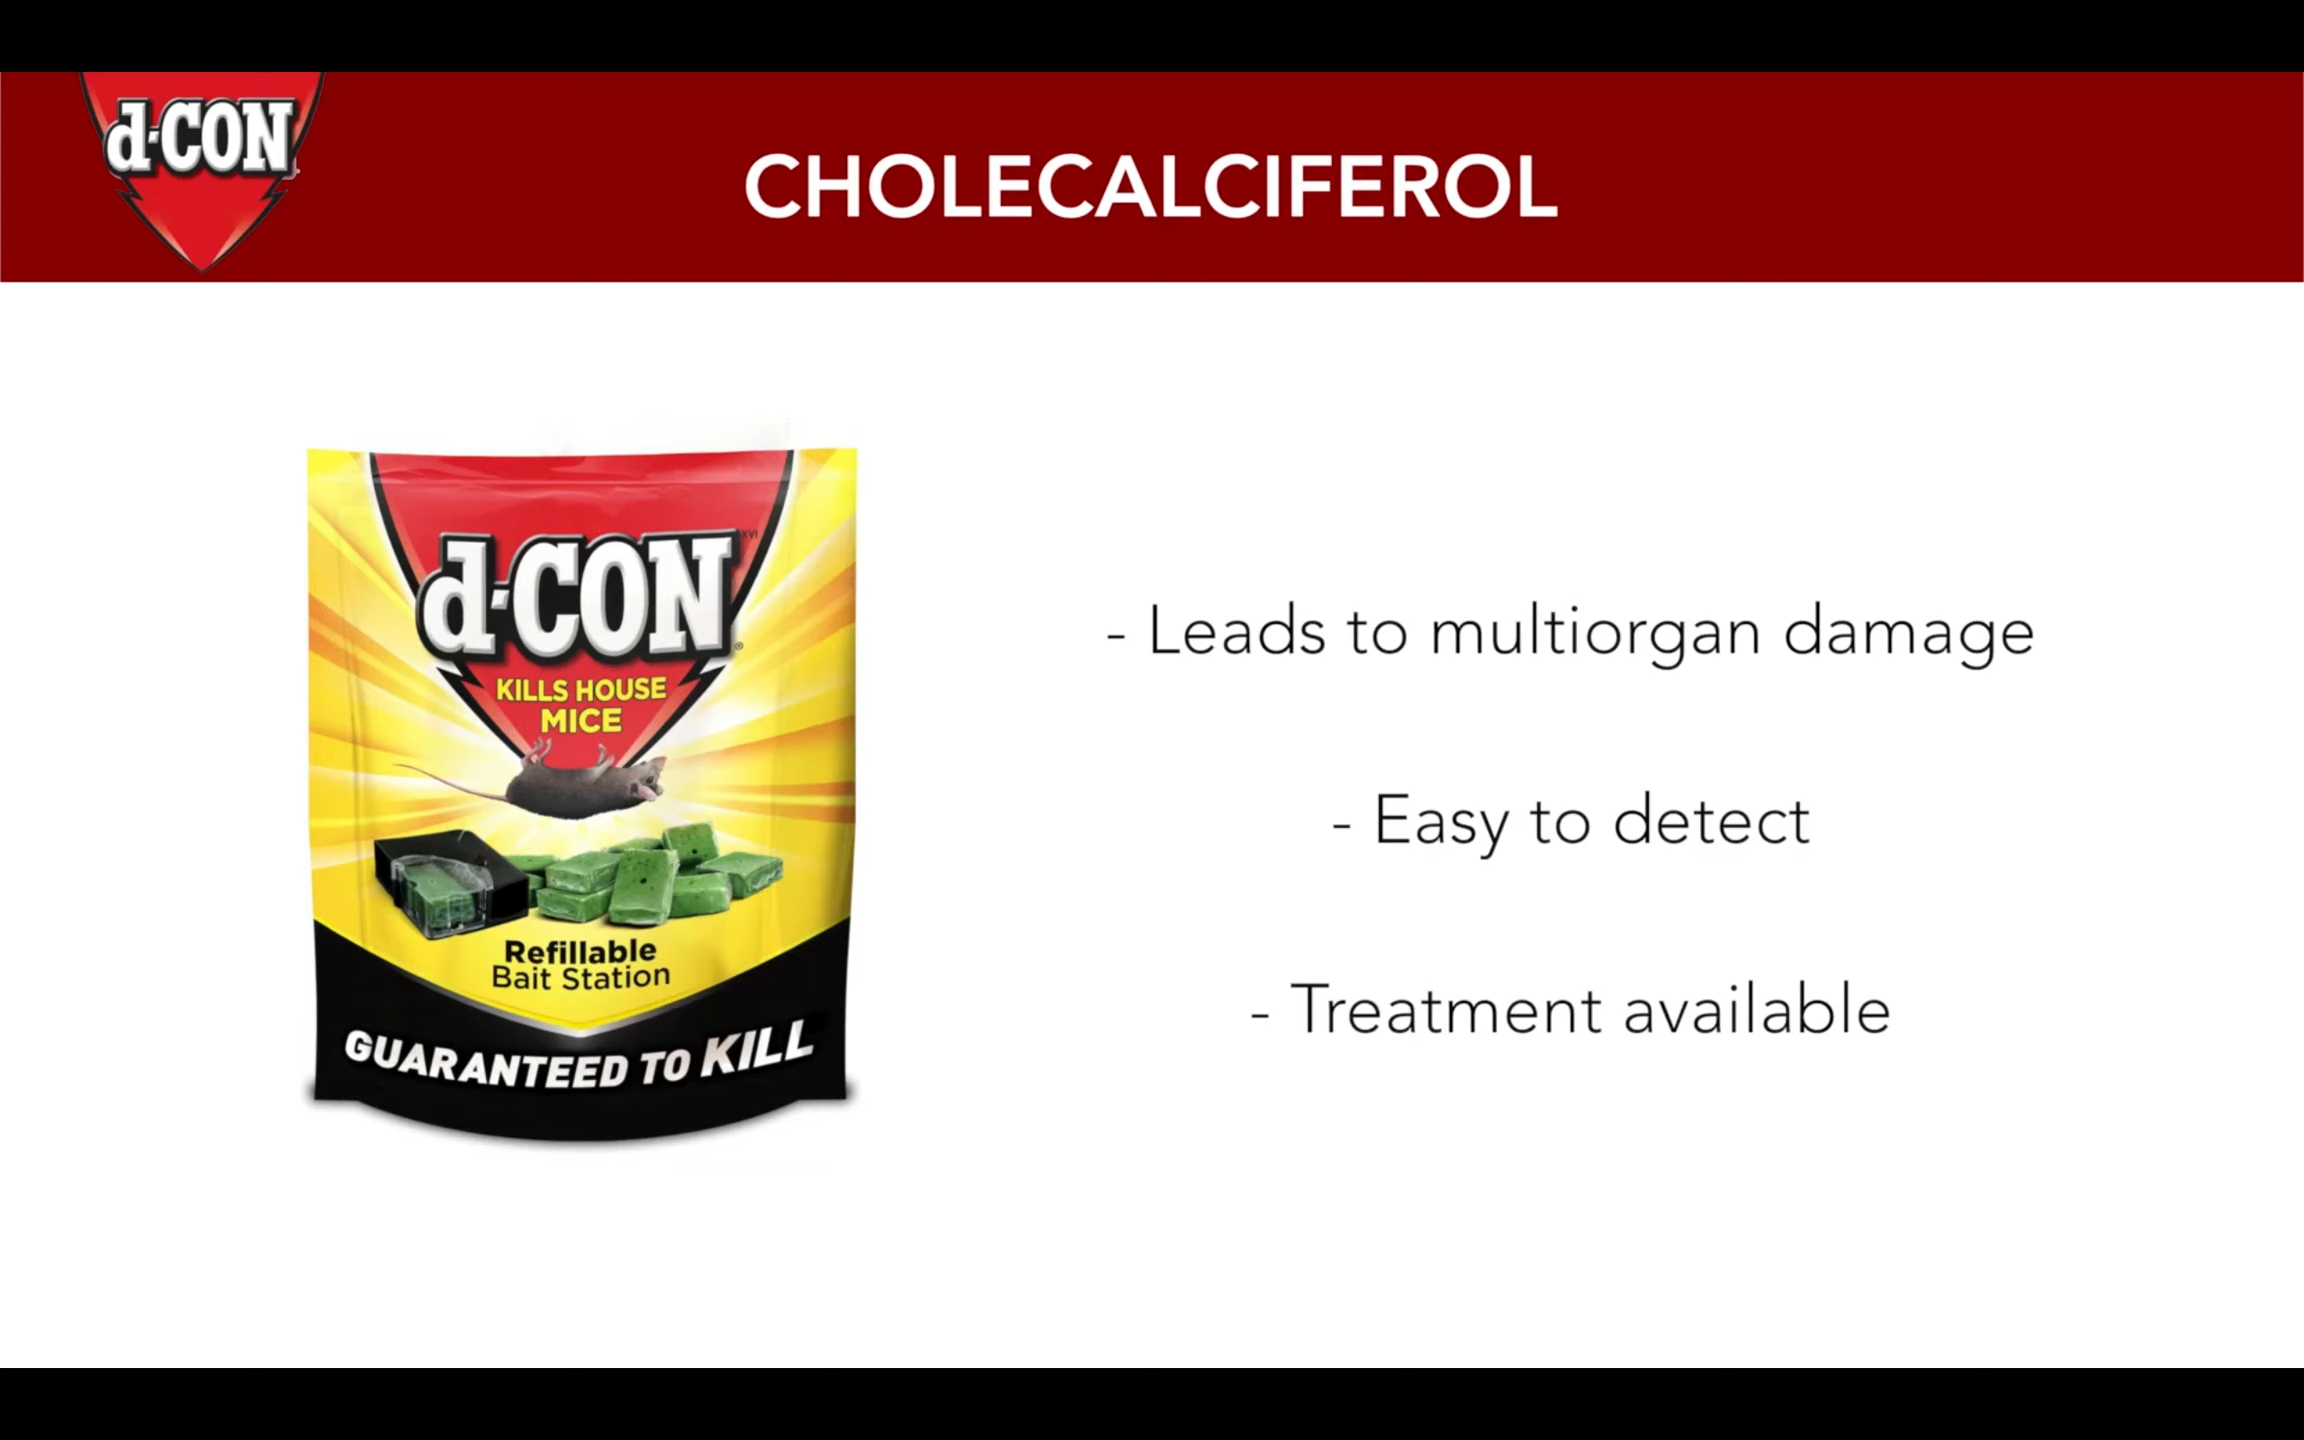 d-CON
CHOLECALCIFEROL
d-CON
KILLS HOUSE
MICE
Refillable
Bait Station
GUARANTEED TO KILL
- Leads to multiorgan damage
- Easy to detect
- Treatment available